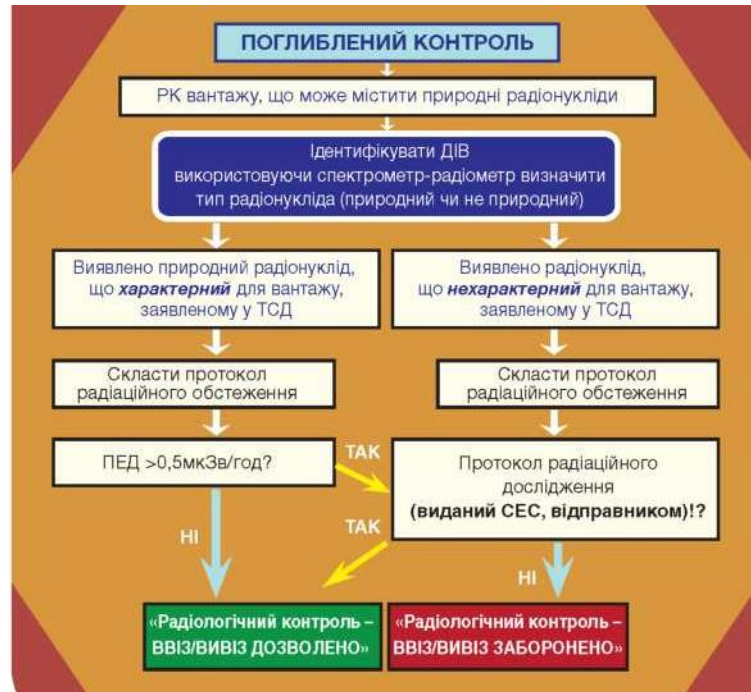 ПОГЛИБЛЕНИЙ КОНТРОЛЬ
РК вантажу, що може містити природні радіонукліди
Ідентифікувати ДІВ
використовуючи спектрометр-радіометр визначити
тип радіонукліда (природний чи не природний)
Виявлено природний радіонуклід,
що характерний для вантажу,
заявленому у ТСД
Виявлено радіонуклід,
що нехарактерний для вантажу,
заявленому у ТСД
Скласти протокол
радіаційного обстеження
Скласти протокол
радіаційного обстеження
ПЕД >0,5мкЗв/год?
ТАК
Протокол радіаційного
дослідження
(виданий СЕС, відправником)!?
НІ
ТАК
НІ
«Радіологічний контроль –
ВВІЗ/ВИВІЗ ДОЗВОЛЕНО»
«Радіологічний контроль –
ВВІЗ/ВИВІЗ ЗАБОРОНЕНО»